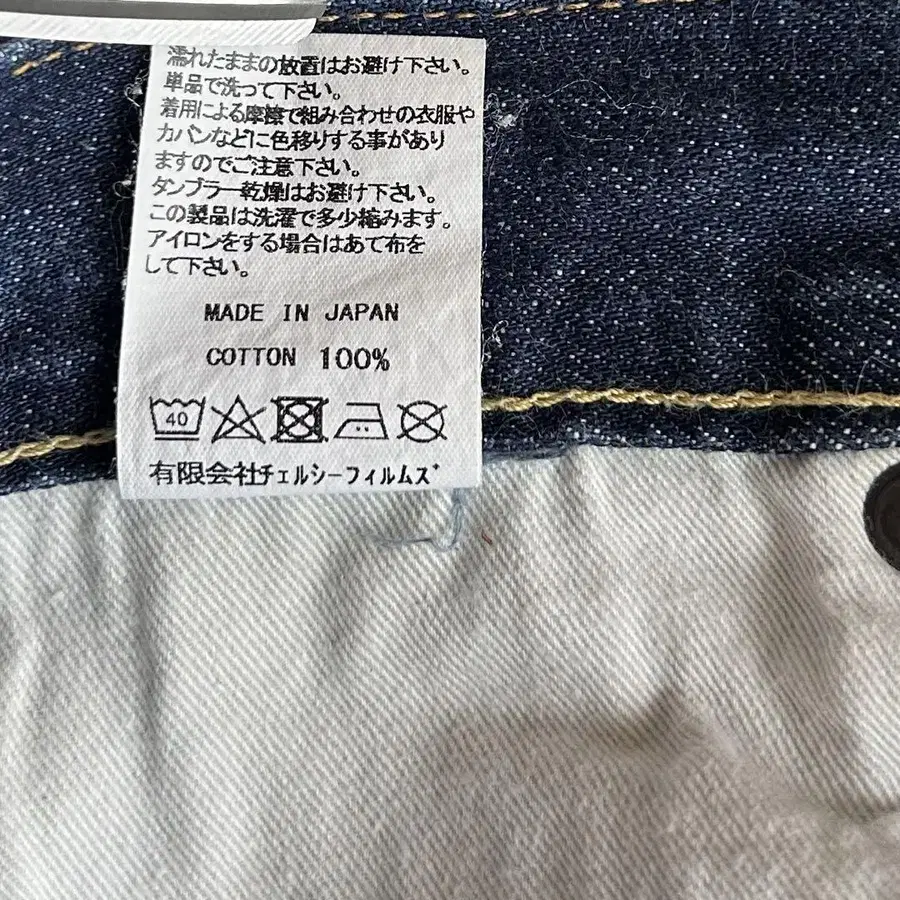 濡れたままの放置はお避け下さい。
単品で洗って下さい。
着用による摩擦で組み合わせの衣服や
カバンなどに色移りする事があり
ますのでご注意下さい。
タンブラー乾燥はお避け下さい。
この製品は洗濯で多少縮みます。
アイロンをする場合はあて布を
して下さい。
MADE IN JAPAN
COTTON 100%
40
有限会社チェルシーフィルムズ